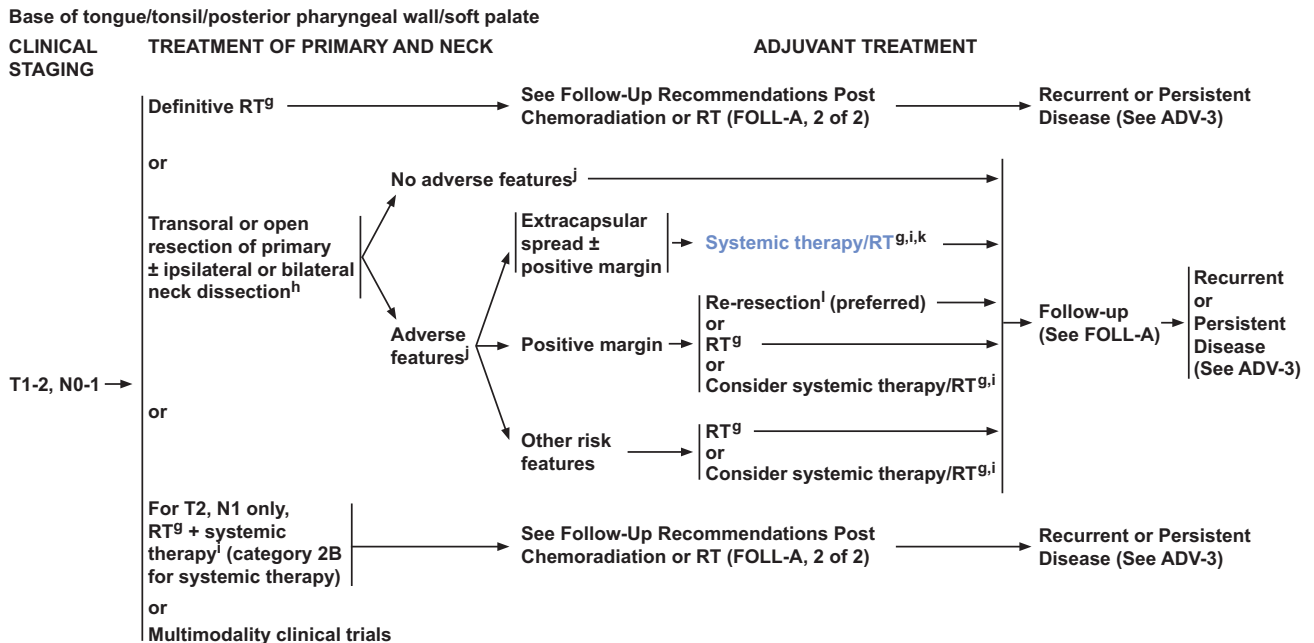 Base of tongue/tonsil/posterior pharyngeal wall/soft palate
CLINICAL
STAGING
TREATMENT OF PRIMARY AND NECK
ADJUVANT TREATMENT
T1-2, N0-1
Definitive RTg
See Follow-Up Recommendations Post
Chemoradiation or RT (FOLL-A, 2 of 2)
Recurrent or Persistent
Disease (See ADV-3)
or
Transoral or open
resection of primary
± ipsilateral or bilateral
neck dissectionh
No adverse featuresj
Adverse
featuresj
Extracapsular
spread ±
positive margin
Systemic therapy/RTg,i,k
Positive margin
Re-resectionl (preferred)
or
RTg
or
Consider systemic therapy/RTg,i
Other risk
features
RTg
or
Consider systemic therapy/RTg,i
Follow-up
(See FOLL-A)
Recurrent
or
Persistent
Disease
(See ADV-3)
or
For T2, N1 only,
RTg + systemic
therapyi (category 2B
for systemic therapy)
See Follow-Up Recommendations Post
Chemoradiation or RT (FOLL-A, 2 of 2)
Recurrent or Persistent
Disease (See ADV-3)
or
Multimodality clinical trials